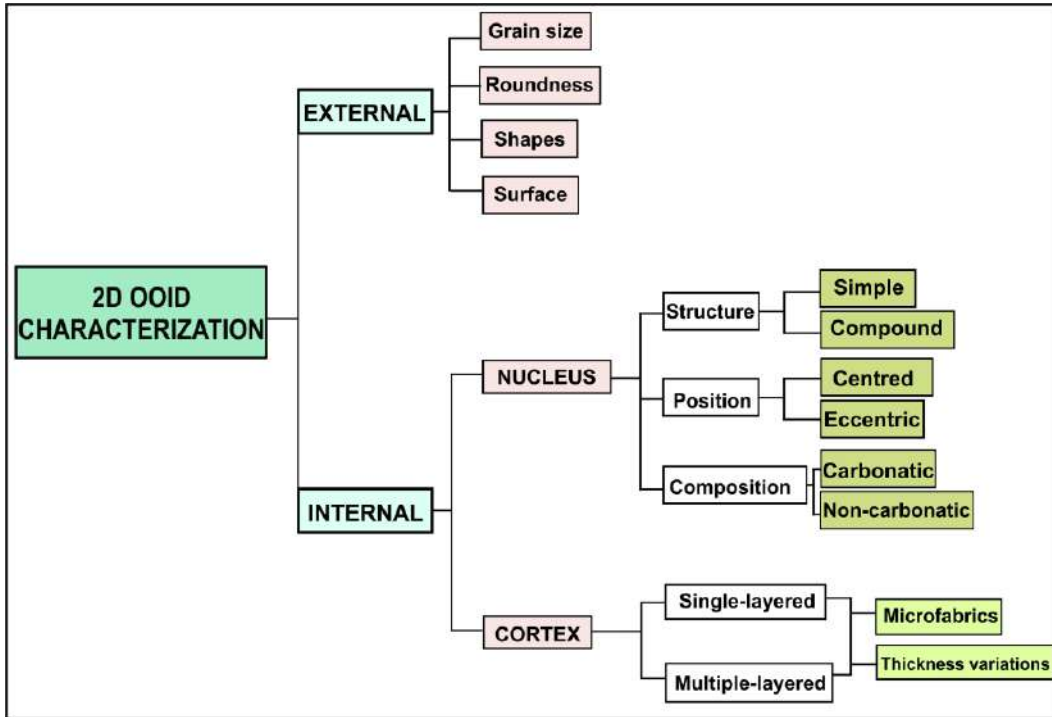 Grain size
Roundness
EXTERNAL
Shapes
Surface
2D OOID
CHARACTERIZATION
Simple
Structure
Compound
NUCLEUS
Centred
Position
Eccentric
Carbonatic
Composition
Non-carbonatic
INTERNAL
Single-layered
Microfabrics
CORTEX
Thickness variations
Multiple-layered